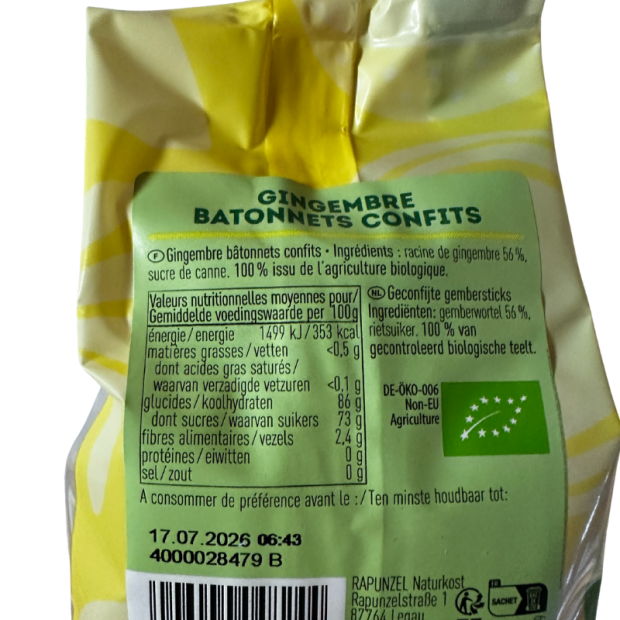 GINGEMBRE
BATONNETS CONFITS
F Gingembre bâtonnets confits • Ingrédients : racine de gingembre 56 %,
sucre de canne. 100 % issu de l'agriculture biologique.
Valeurs nutritionnelles moyennes pour/
Gemiddelde voedingswaarde per 100g
énergie/energie 1499 kJ/353 kcal
matières grasses/vetten <0,5 g
dont acides gras saturés/
waarvan verzadigde vetzuren <0,1 g
glucides/koolhydraten 86 g
dont sucres/waarvan suikers 73 g
fibres alimentaires/vezels 2,4 g
protéines/eiwitten 0 g
sel/zout 0 g
NL Geconfijte gembersticks
Ingrediënten: gemberwortel 56 %,
rietsuiker. 100 % van
gecontroleerd biologische teelt.
DE-ÖKO-006
Non-EU
Agriculture
A consommer de préférence avant le :/Ten minste houdbaar tot:
17.07.2026 06:43
4000028479 B
RAPUNZEL Naturkost
Rapunzelstraße 1
87764 Legau
FR
SACHET